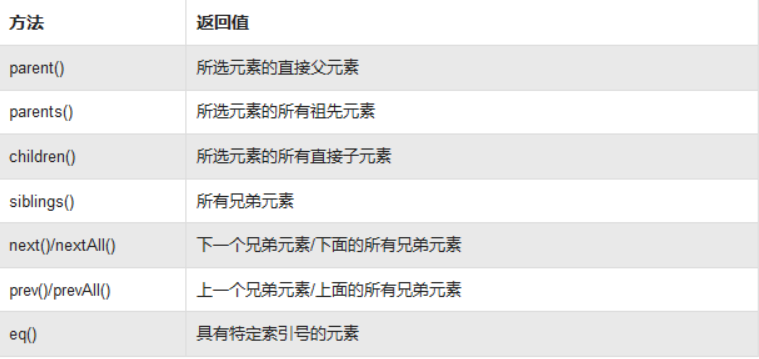 方法 返回值
parent() 所选元素的直接父元素
parents() 所选元素的所有祖先元素
children() 所选元素的所有直接子元素
siblings() 所有兄弟元素
next()/nextAll() 下一个兄弟元素/下面的所有兄弟元素
prev()/prevAll() 上一个兄弟元素/上面的所有兄弟元素
eq() 具有特定索引号的元素